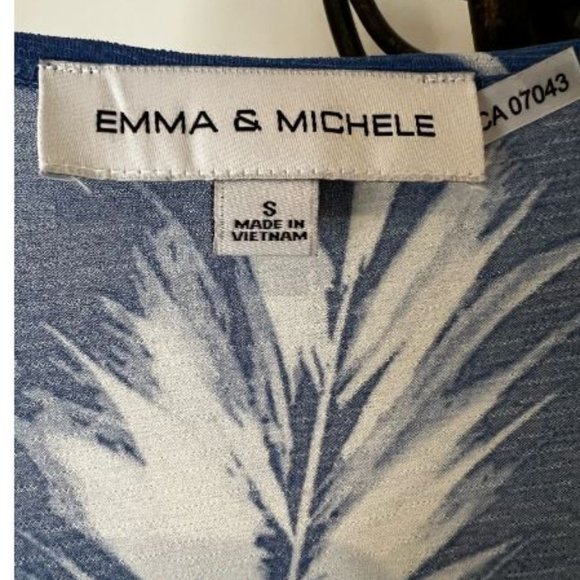 EMMA & MICHELE
CA 07043
S
MADE IN
VIETNAM